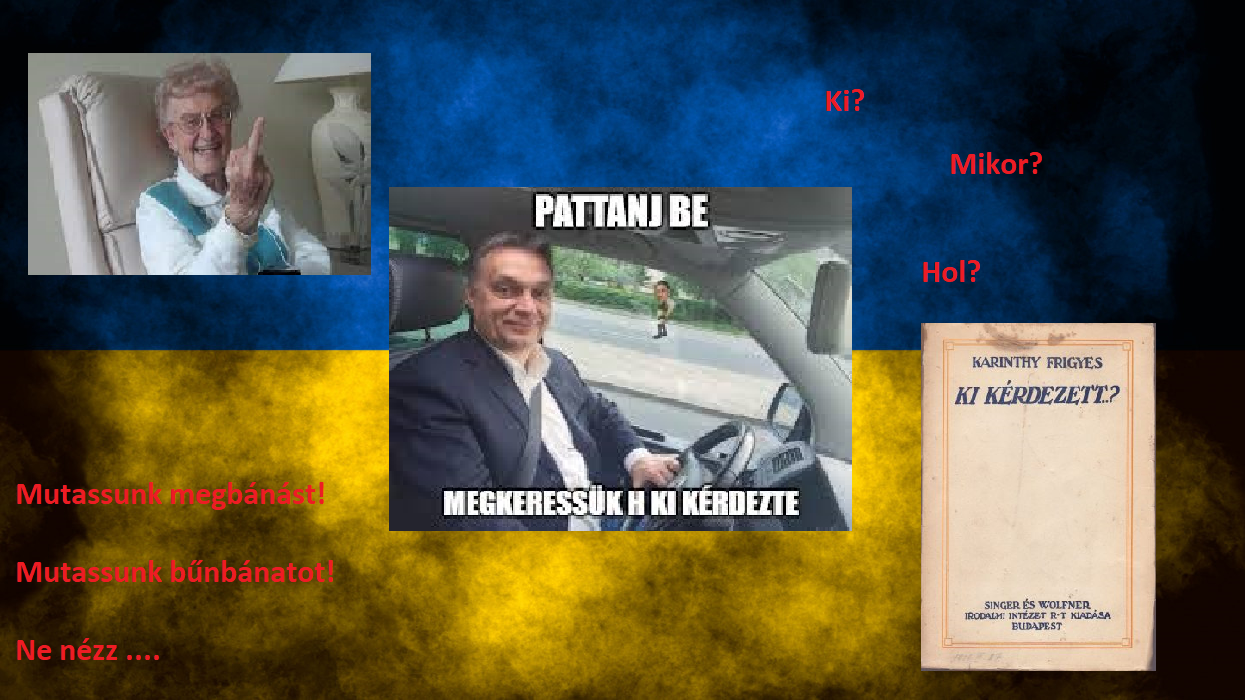 Ki?
Mikor?
Hol?
PATTANJ BE
MEGKERESSÜK H KI KÉRDEZTE
KARINTHY FRIGYES
KI KÉRDEZETT..?
SINGER ÉS WOLFNER
IRODALMI INTÉZET R-T KIADÁSA
BUDAPEST
Mutassunk megbánást!
Mutassunk bűnbánatot!
Ne nézz ....